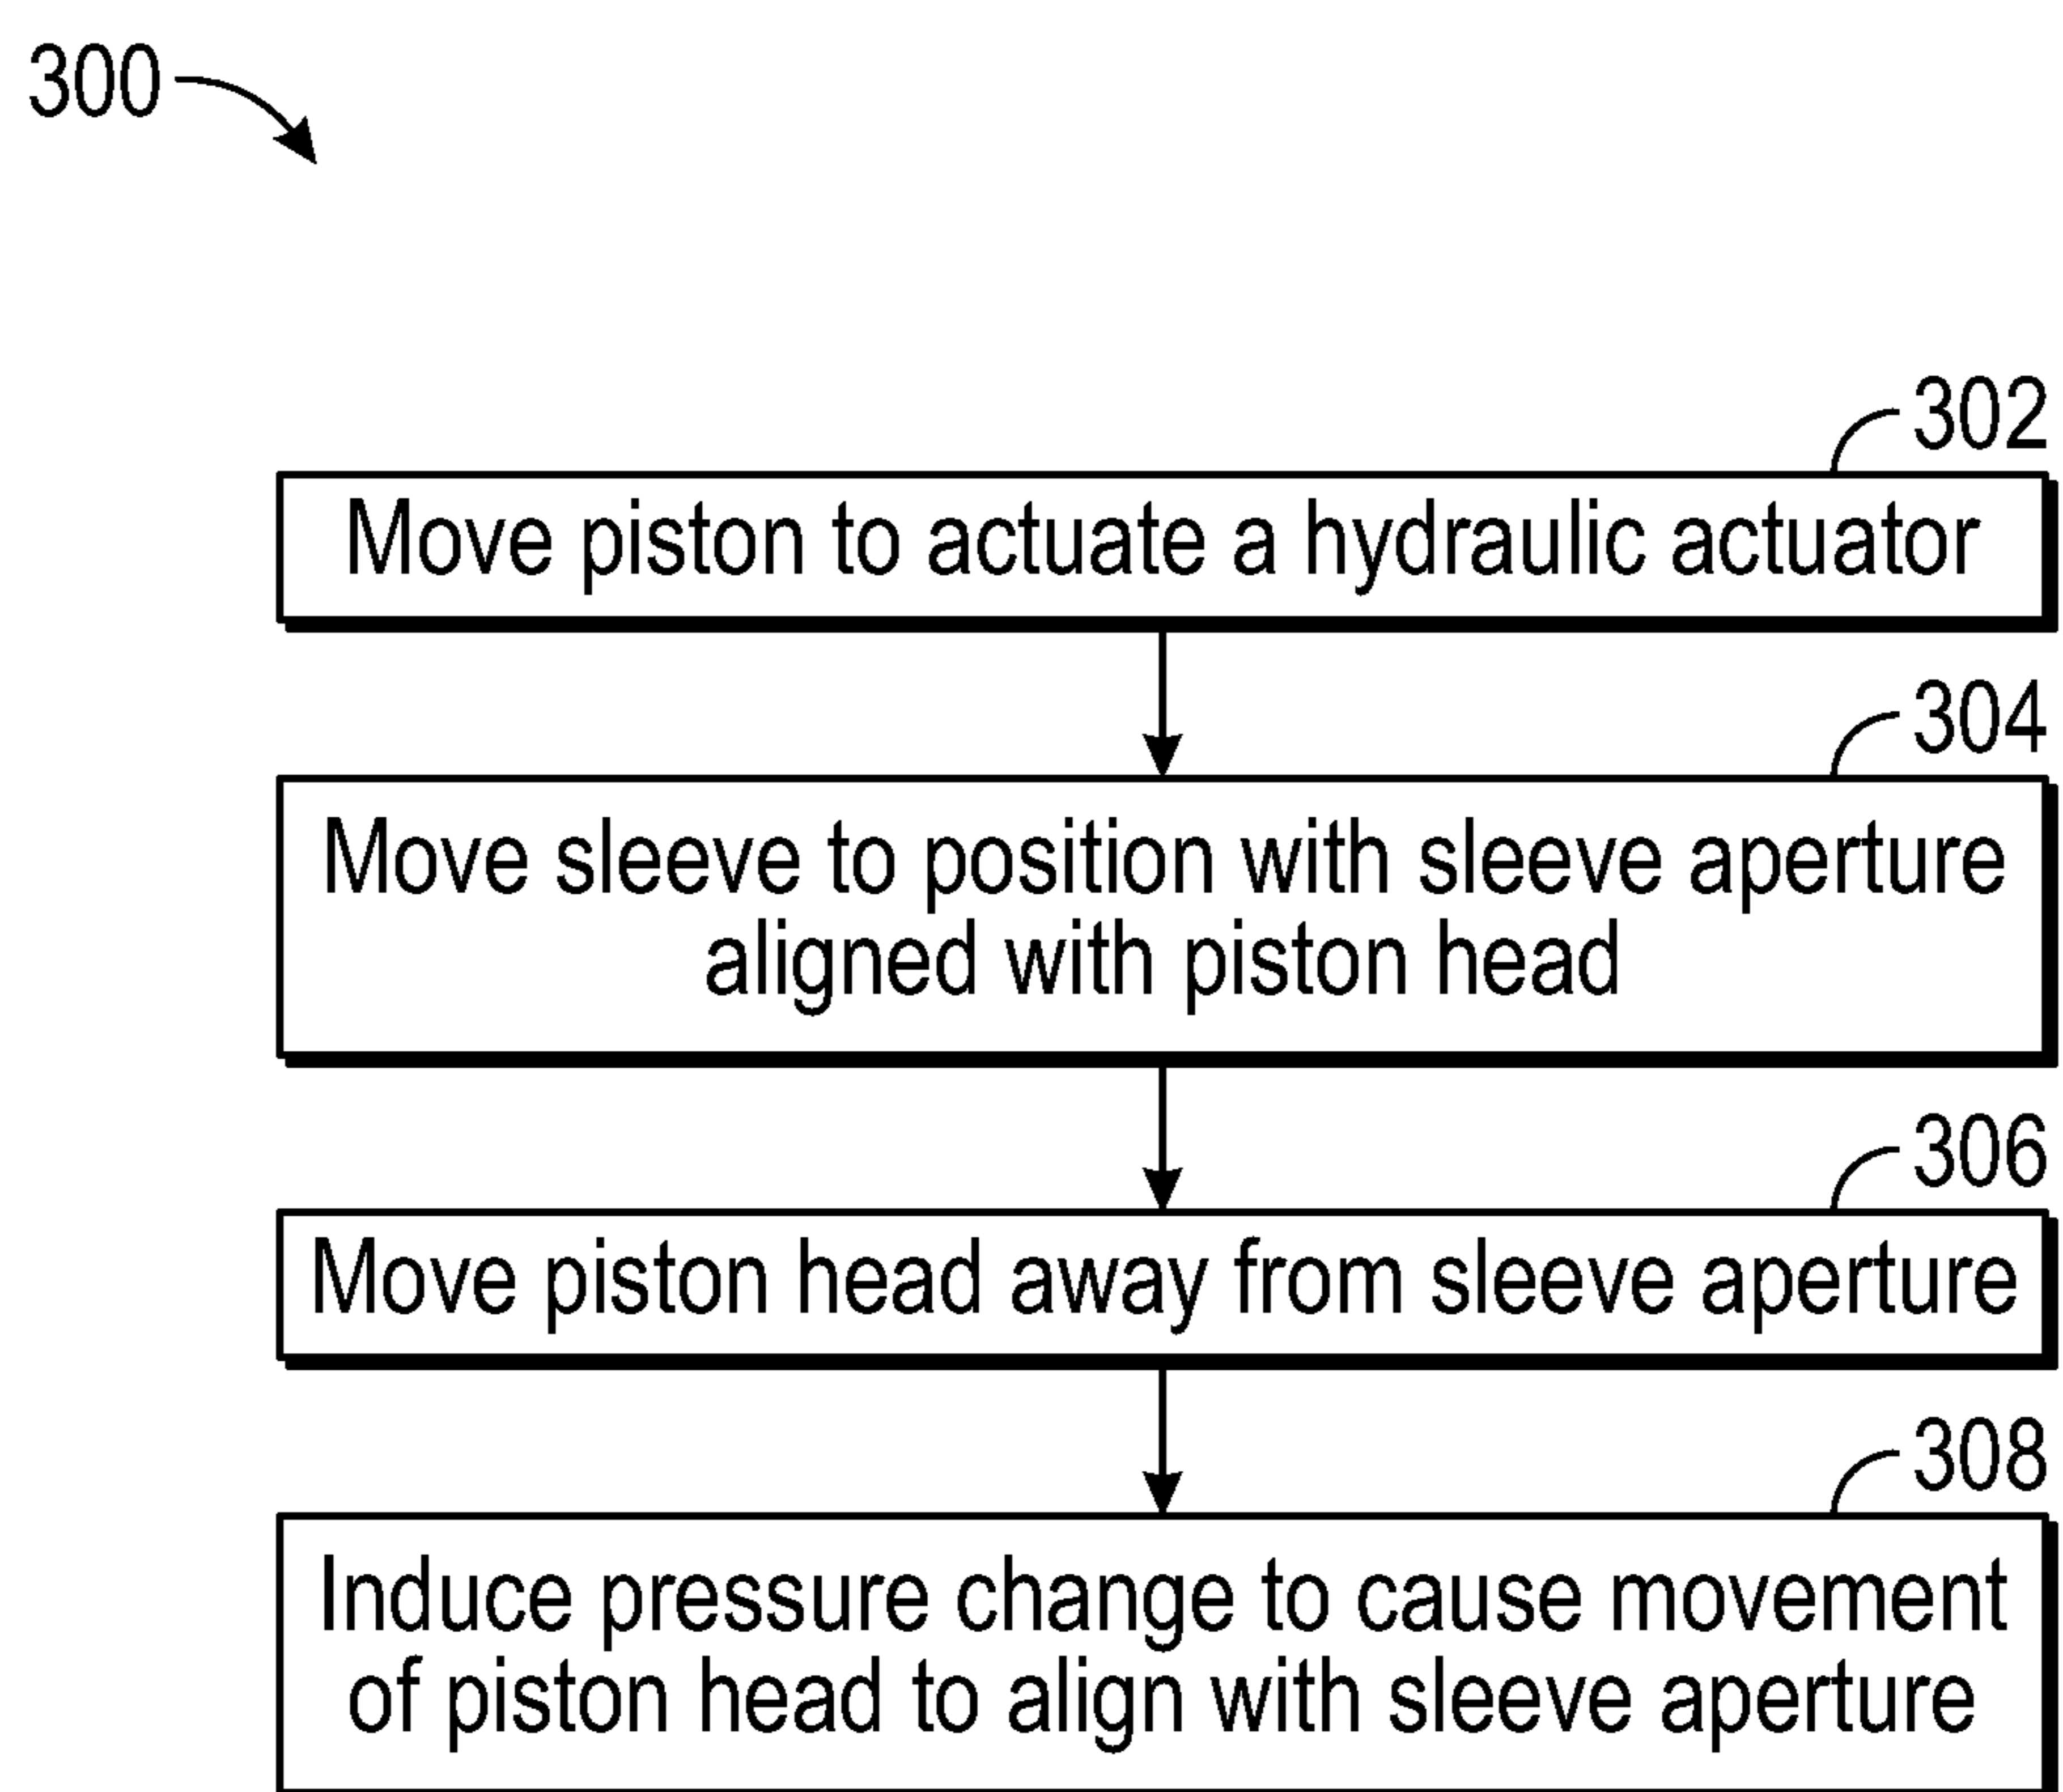 300
302
Move piston to actuate a hydraulic actuator
304
Move sleeve to position with sleeve aperture
aligned with piston head
306
Move piston head away from sleeve aperture
308
Induce pressure change to cause movement
of piston head to align with sleeve aperture